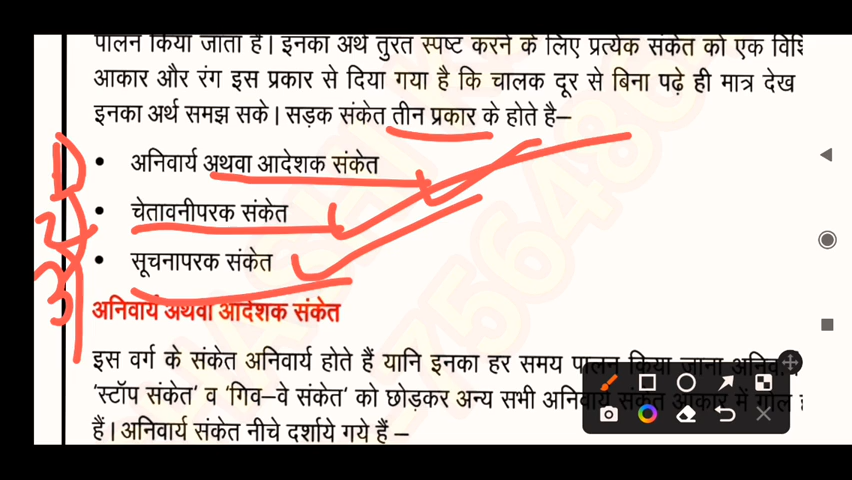 पालन किया जाता है। इनका अर्थ तुरत स्पष्ट करने के लिए प्रत्येक संकेत को एक
आकार और रंग इस प्रकार से दिया गया है कि चालक दूर से बिना पढ़े ही मात्र देख
इनका अर्थ समझ सके। सड़क संकेत तीन प्रकार के होते है–
• अनिवार्य अथवा आदेशक संकेत
• चेतावनीपरक संकेत
• सूचनापरक संकेत
अनिवार्य अथवा आदेशक संकेत
इस वर्ग के संकेत अनिवार्य होते हैं यानि इनका हर समय पालन किया जाना
'स्टॉप संकेत' व 'गिव–वे संकेत' को छोड़कर अन्य सभी अनिवार्य संकेत आकार में गोल
हैं। अनिवार्य संकेत नीचे दर्शाये गये हैं –